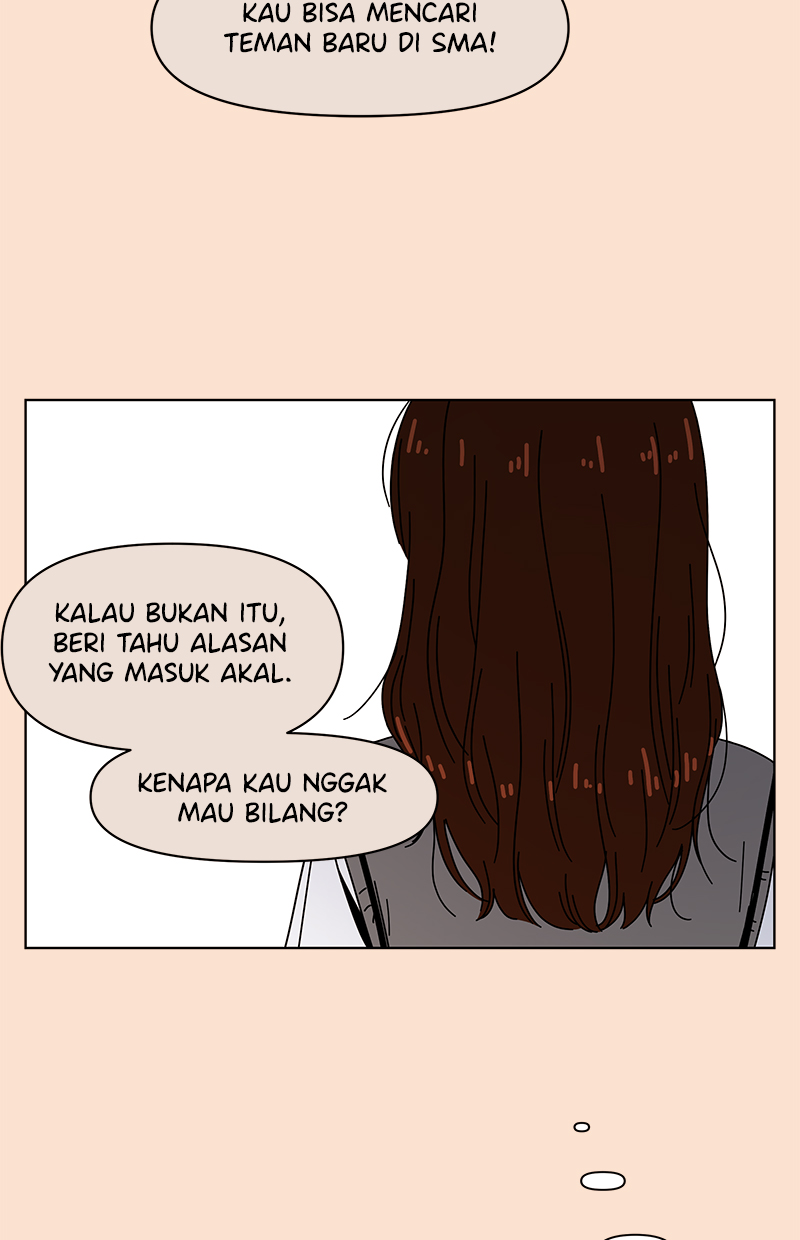 KAU BISA MENCARI
TEMAN BARU DI SMA!
KALAU BUKAN ITU,
BERI TAHU ALASAN
YANG MASUK AKAL.
KENAPA KAU NGGAK
MAU BILANG?